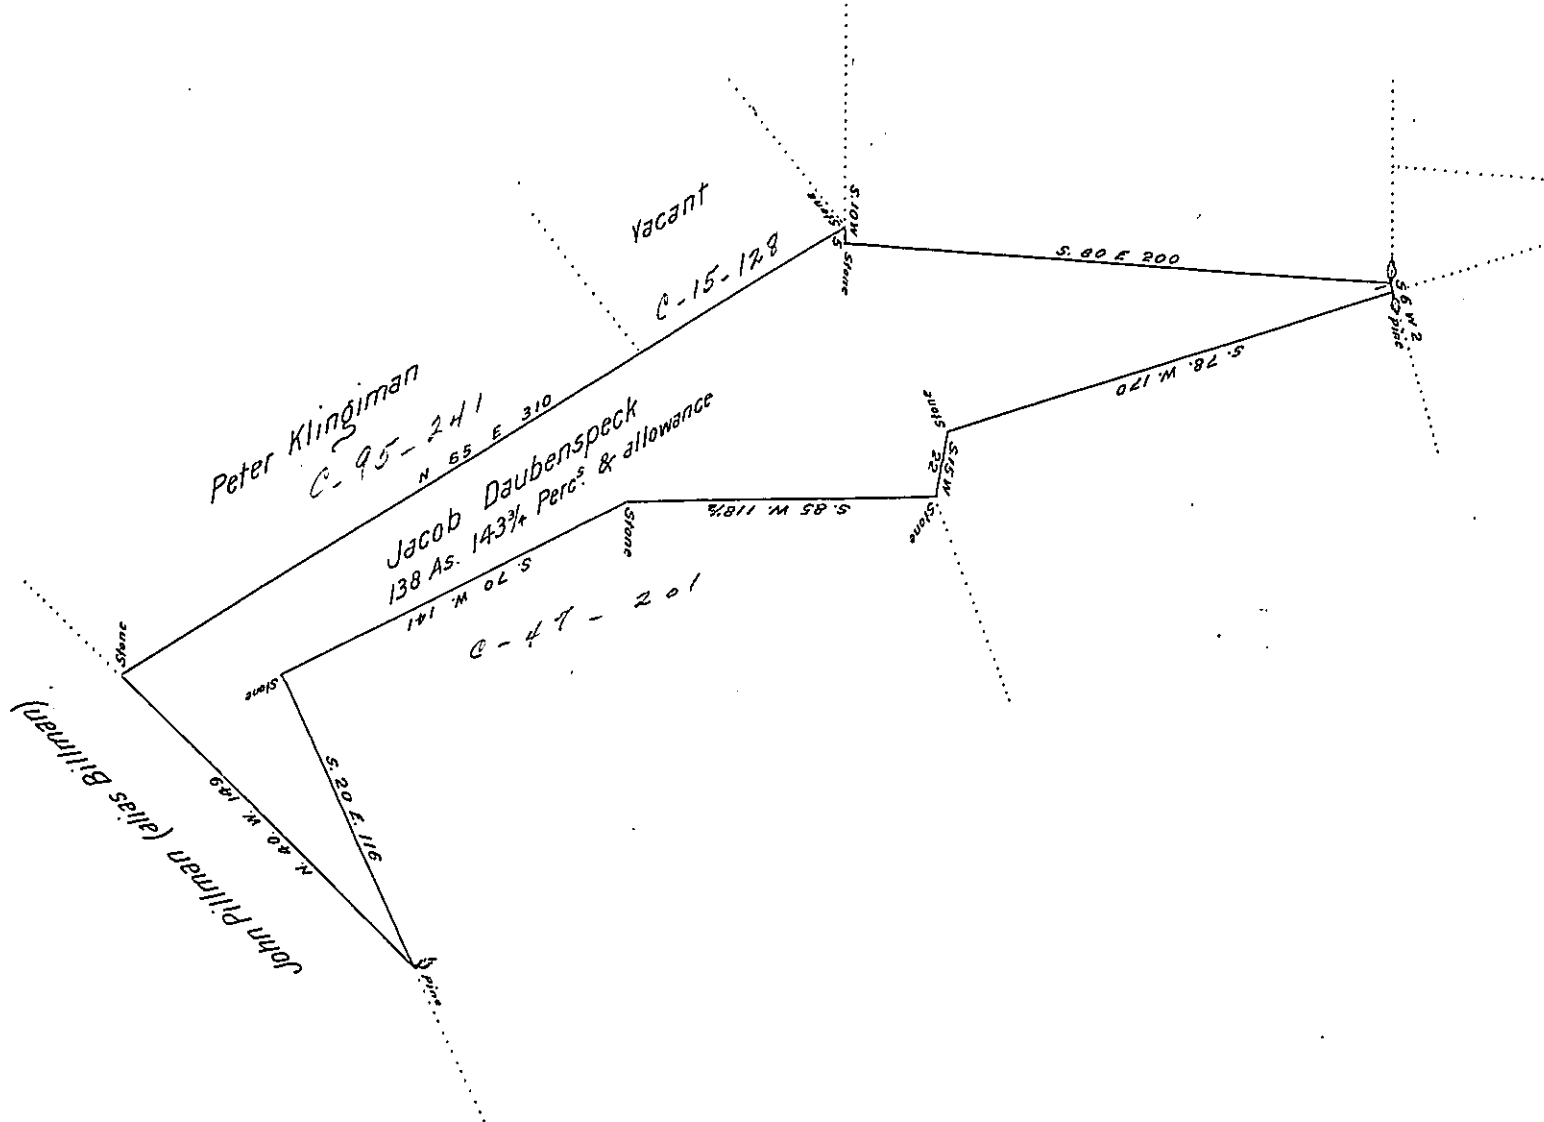 Vacant
C-15-128
S. 10 W
5
Stone
Stone
S. 80 E 200
S 6 W 2
pine
S. 78. W. 170
Peter Klingiman
C-95-241
N 65 E 310
Jacob Daubenspeck
138 As. 143¾ Percs. & allowance
Stone
S. 15 W
22
Stone
S. 85 W. 118½
Stone
S. 70 W. 141
C-47-201
Stone
Stone
S. 20 E. 116
N. 40. W. 149
John Pillman (alias Billman)
pine